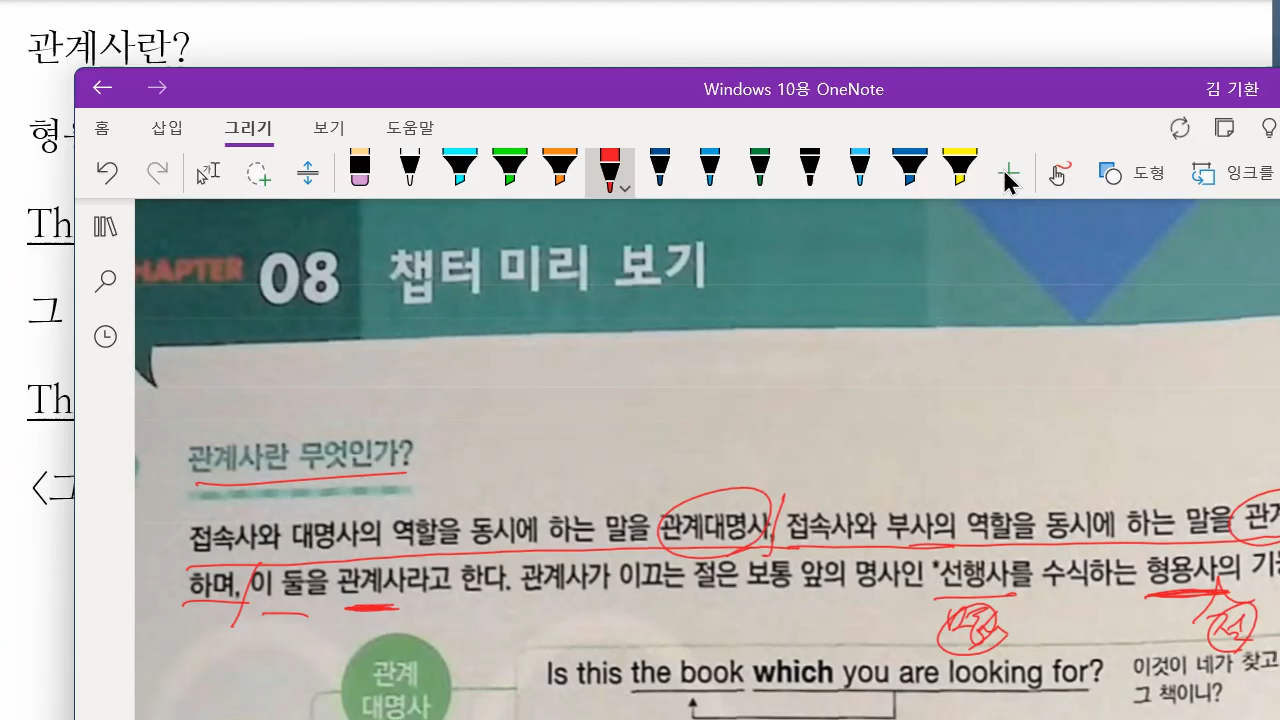 관계사란?
형
Th
그
Th
<그
Windows 10용 OneNote
김 기환
홈 삽입 그리기 보기 도움말
도형 잉크를
HAPTER 08 챕터 미리 보기
관계사란 무엇인가?
접속사와 대명사의 역할을 동시에 하는 말을 관계대명사, 접속사와 부사의 역할을 동시에 하는 말을 관계
하며, 이 둘을 관계사라고 한다. 관계사가 이끄는 절은 보통 앞의 명사인 *선행사를 수식하는 형용사의 기
절
관계
대명사
Is this the book which you are looking for?
이것이 네가 찾고
그 책이니?